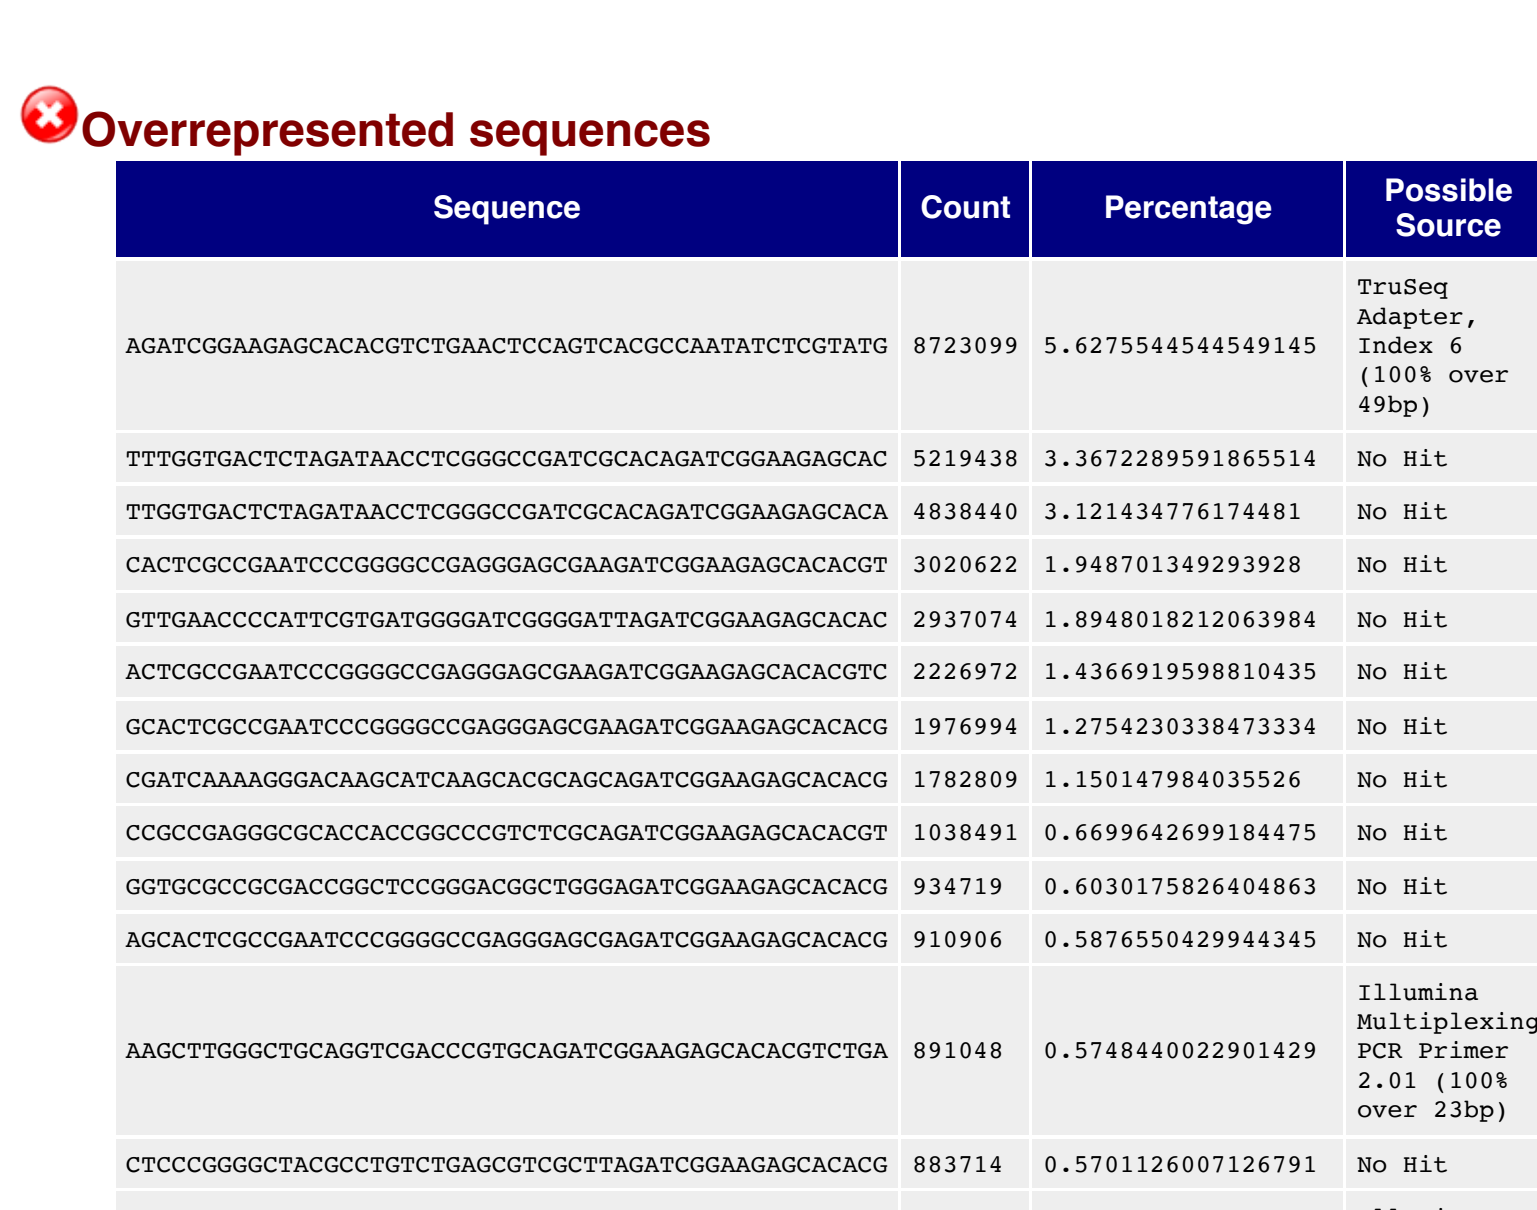 Overrepresented sequences
Sequence Count Percentage Possible Source
AGATCGGAAGAGCACACGTCTGAACTCCAGTCACGCCAATATCTCGTATG 8723099 5.6275544544549145 TruSeq
Adapter,
Index 6
(100% over
49bp)
TTTGGTGACTCTAGATAACCTCGGGCCGATCGCACAGATCGGAAGAGCAC 5219438 3.3672289591865514 No Hit
TTGGTGACTCTAGATAACCTCGGGCCGATCGCACAGATCGGAAGAGCACA 4838440 3.121434776174481 No Hit
CACTCGCCGAATCCCGGGGCCGAGGGAGCGAAGATCGGAAGAGCACACGT 3020622 1.948701349293928 No Hit
GTTGAACCCCATTCGTGATGGGGATCGGGGATTAGATCGGAAGAGCACAC 2937074 1.8948018212063984 No Hit
ACTCGCCGAATCCCGGGGCCGAGGGAGCGAAGATCGGAAGAGCACACGTC 2226972 1.4366919598810435 No Hit
GCACTCGCCGAATCCCGGGGCCGAGGGAGCGAAGATCGGAAGAGCACACG 1976994 1.2754230338473334 No Hit
CGATCAAAAGGGACAAGCATCAAGCACGCAGCAGATCGGAAGAGCACACG 1782809 1.150147984035526 No Hit
CCGCCGAGGGCGCACCACCGGCCCGTCTCGCAGATCGGAAGAGCACACGT 1038491 0.6699642699184475 No Hit
GGTGCGCCGCGACCGGCTCCGGGACGGCTGGGAGATCGGAAGAGCACACG 934719 0.6030175826404863 No Hit
AGCACTCGCCGAATCCCGGGGCCGAGGGAGCGAGATCGGAAGAGCACACG 910906 0.5876550429944345 No Hit
AAGCTTGGGCTGCAGGTCGACCCGTGCAGATCGGAAGAGCACACGTCTGA 891048 0.5748440022901429 Illumina
Multiplexing
PCR Primer
2.01 (100%
over 23bp)
CTCCCGGGGCTACGCCTGTCTGAGCGTCGCTTAGATCGGAAGAGCACACG 883714 0.5701126007126791 No Hit